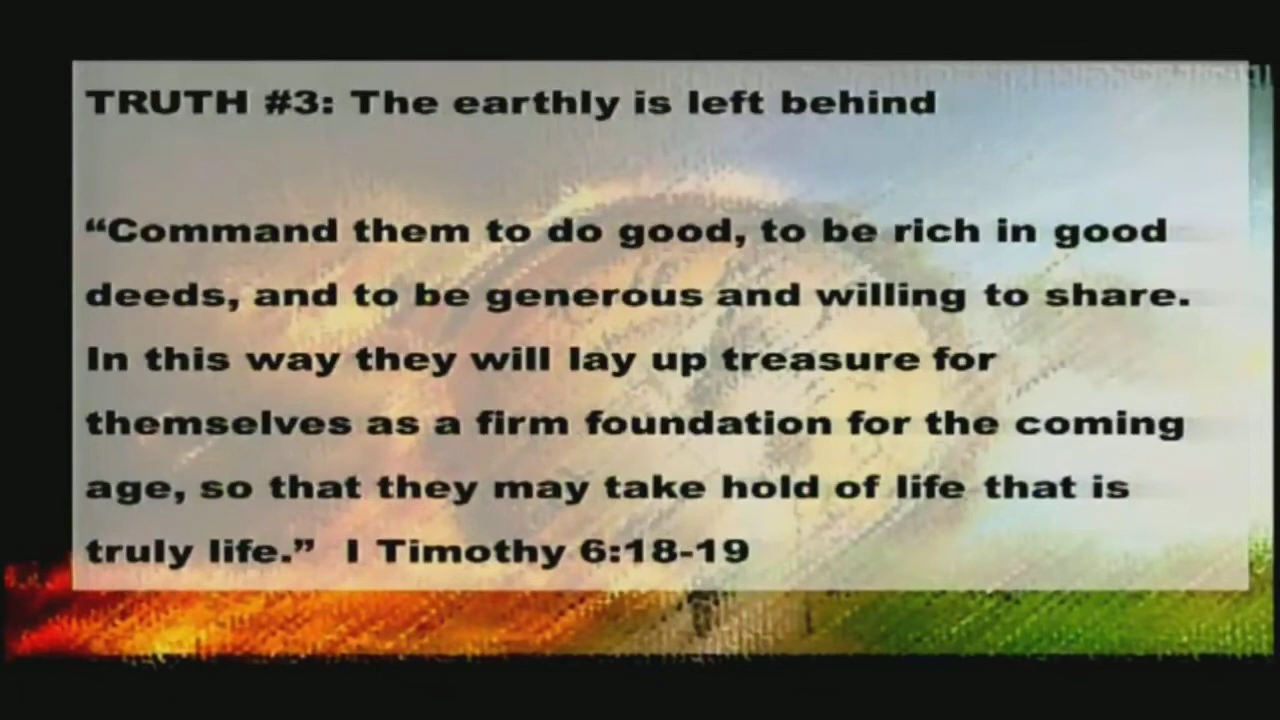 TRUTH #3: The earthly is left behind
“Command them to do good, to be rich in good
deeds, and to be generous and willing to share.
In this way they will lay up treasure for
themselves as a firm foundation for the coming
age, so that they may take hold of life that is
truly life.” I Timothy 6:18-19